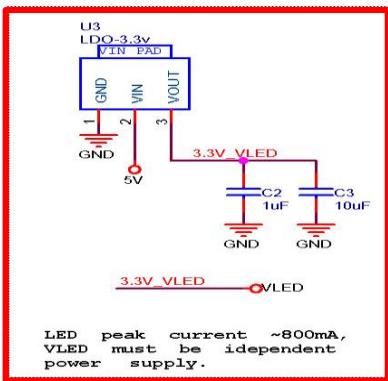 U3
LDO-3.3v
VIN PAD
GND
VIN
VOUT
1
2
3
GND
5V
3.3V_VLED
C2
1uF
C3
10uF
GND
GND
3.3V_VLED
VLED
LED peak current ~800mA,
VLED must be idependent
power supply.